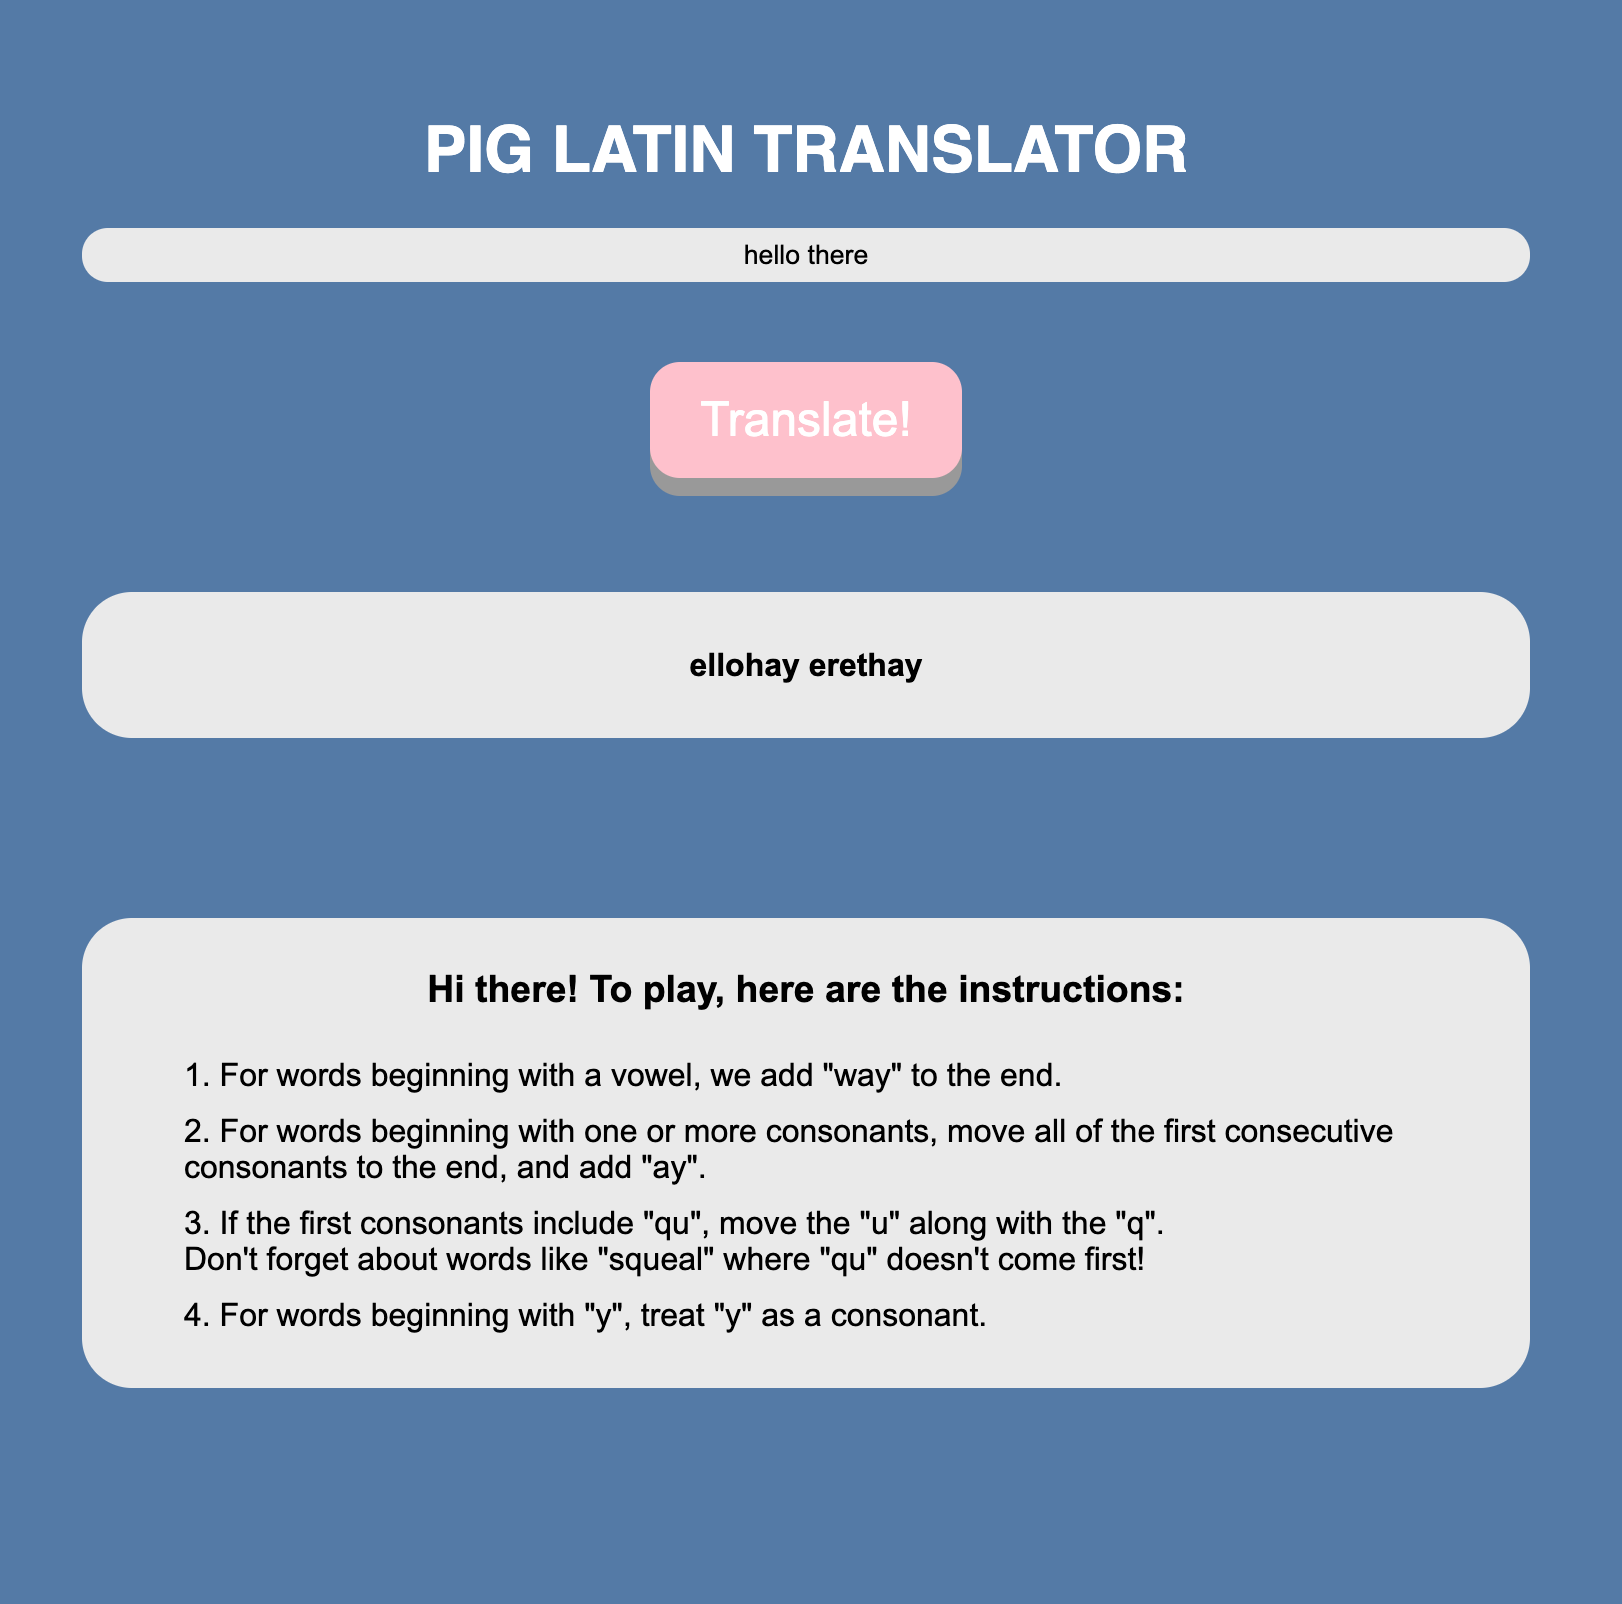 PIG LATIN TRANSLATOR
hello there
Translate!
ellohay erethay
Hi there! To play, here are the instructions:
1. For words beginning with a vowel, we add "way" to the end.
2. For words beginning with one or more consonants, move all of the first consecutive
consonants to the end, and add "ay".
3. If the first consonants include "qu", move the "u" along with the "q".
Don't forget about words like "squeal" where "qu" doesn't come first!
4. For words beginning with "y", treat "y" as a consonant.